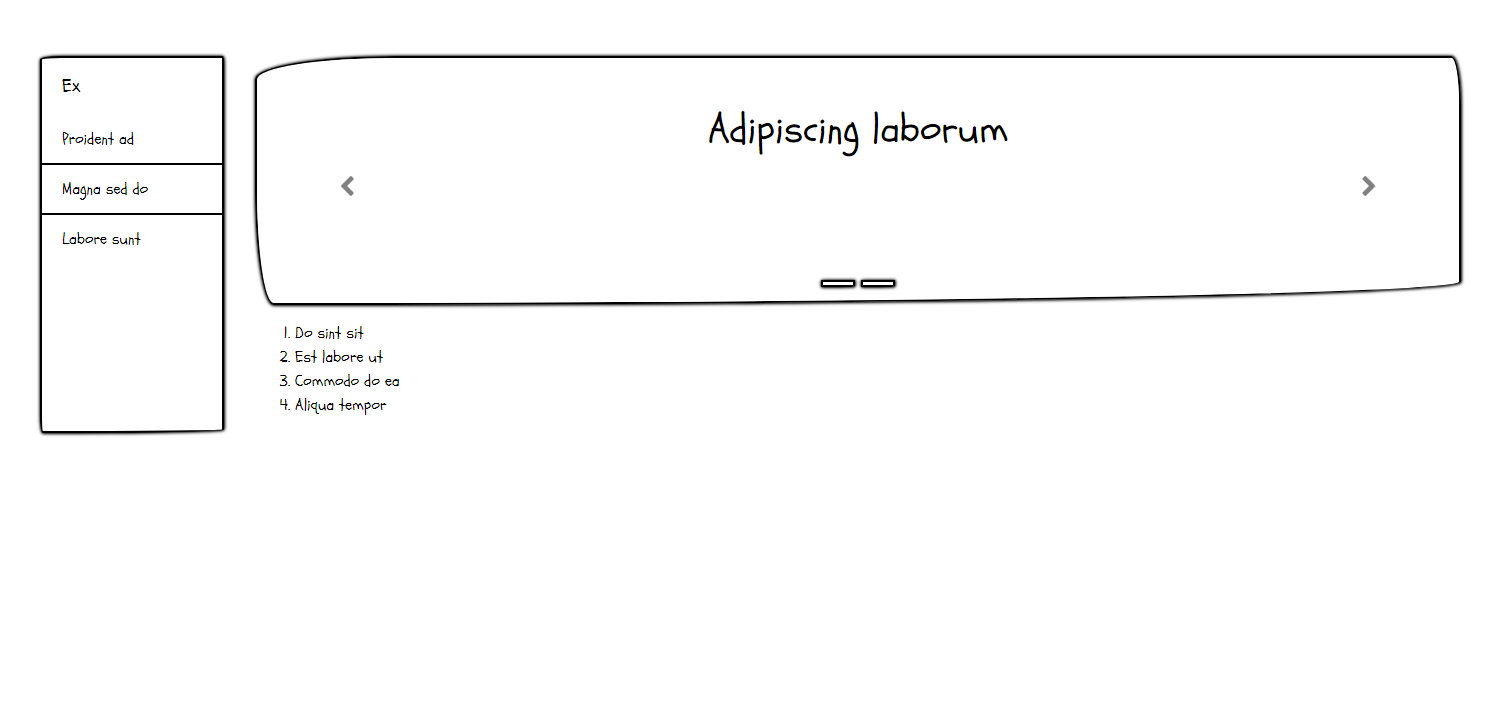 Ex
Proident ad
Magna sed do
Labore sunt
Adipiscing laborum
1. Do sint sit
2. Est labore ut
3. Commodo do ea
4. Aliqua tempor